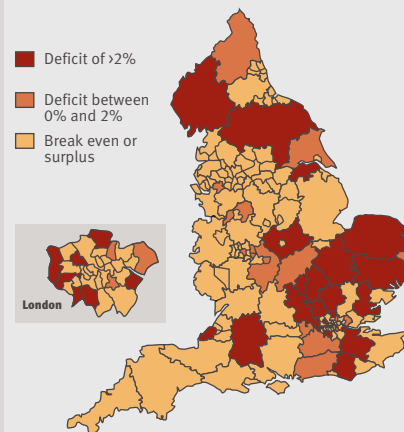 Deficit of >2%
Deficit between
0% and 2%
Break even or
surplus
London